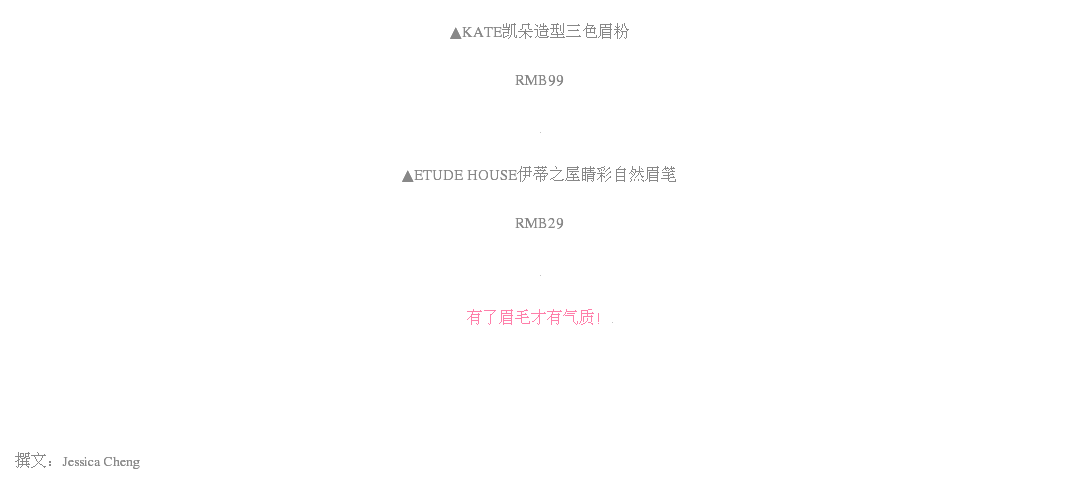 ▲KATE凯朵造型三色眉粉
RMB99
.
▲ETUDE HOUSE伊蒂之屋睛彩自然眉笔
RMB29
.
有了眉毛才有气质！.
撰文：Jessica Cheng